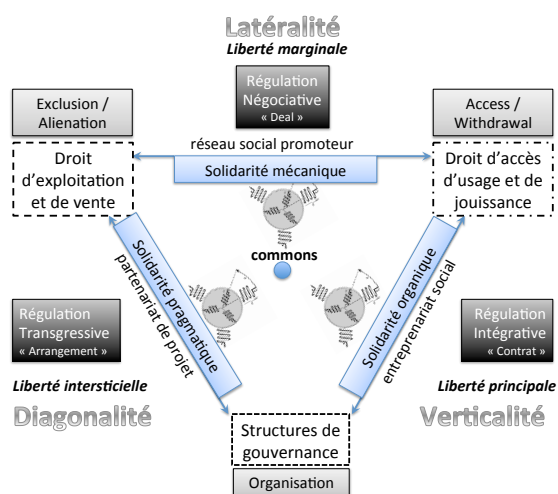 Latéralité
Liberté marginale
Régulation
Négociative
« Deal »
Exclusion /
Alienation
Access /
Withdrawal
Droit
d’exploitation
et de vente
réseau social promoteur
Solidarité mécanique
Droit d’accès
d’usage et de
jouissance
commons
Solidarité pragmatique
partenariat de projet
Solidarité organique
entreprenariat social
Régulation
Transgressive
« Arrangement »
Régulation
Intégrative
« Contrat »
Liberté intersticielle
Diagonalité
Liberté principale
Verticalité
Structures de
gouvernance
Organisation